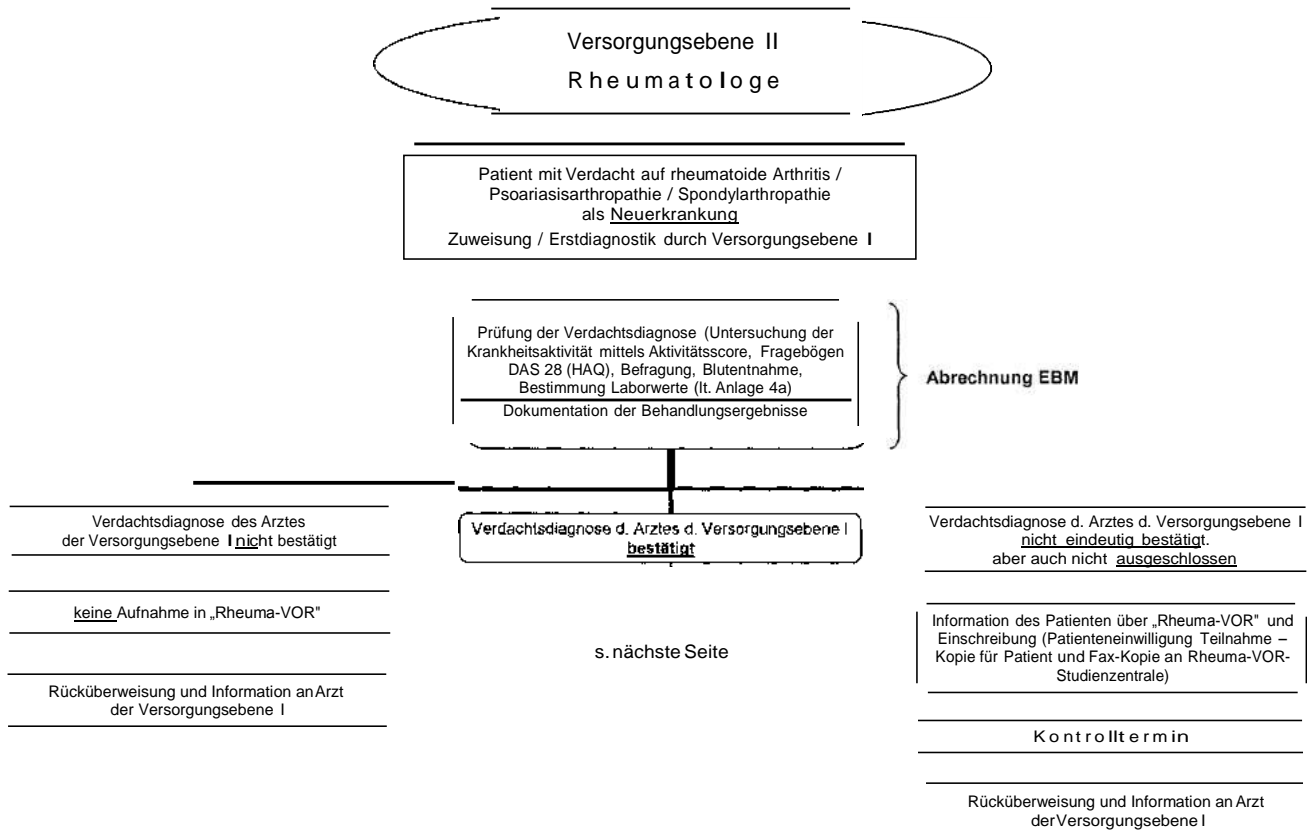 Versorgungsebene II
Rheumatologe
Patient mit Verdacht auf rheumatoide Arthritis /
Psoariasisarthropathie / Spondylarthropathie
als Neuerkrankung
Zuweisung / Erstdiagnostik durch Versorgungsebene I
Prüfung der Verdachtsdiagnose (Untersuchung der
Krankheitsaktivität mittels Aktivitätsscore, Fragebögen
DAS 28 (HAQ), Befragung, Blutentnahme,
Bestimmung Laborwerte (lt. Anlage 4a)
Dokumentation der Behandlungsergebnisse
Abrechnung EBM
Verdachtsdiagnose des Arztes
der Versorgungsebene I nicht bestätigt
keine Aufnahme in „Rheuma-VOR"
Rücküberweisung und Information an Arzt
der Versorgungsebene I
Verdachtsdiagnose d. Arztes d. Versorgungsebene I
bestätigt
s. nächste Seite
Verdachtsdiagnose d. Arztes d. Versorgungsebene I
nicht eindeutig bestätigt.
aber auch nicht ausgeschlossen
Information des Patienten über „Rheuma-VOR" und
Einschreibung (Patienteneinwilligung Teilnahme –
Kopie für Patient und Fax-Kopie an Rheuma-VOR-
Studienzentrale)
Kontrolltermin
Rücküberweisung und Information an Arzt
der Versorgungsebene I